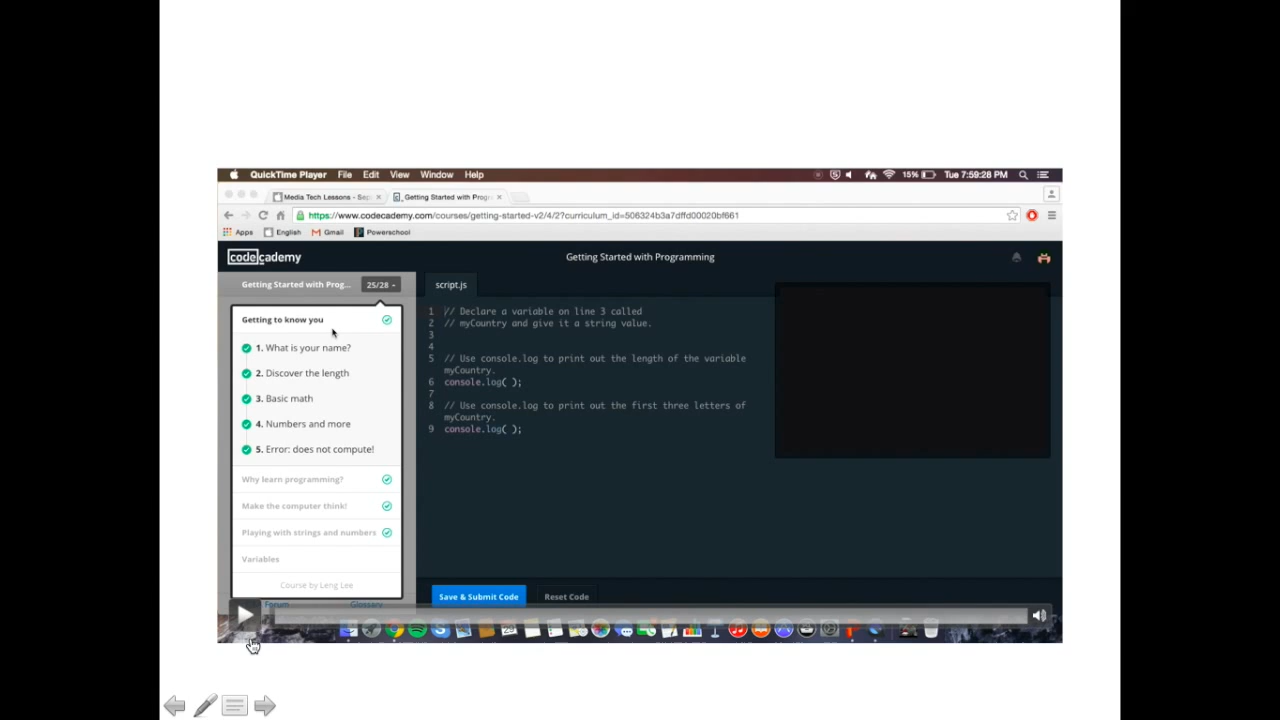 QuickTime Player File Edit View Window Help 15% Tue 7:59:28 PM
Media Tech Lessons - Sep Getting Started with Progr
https://www.codecademy.com/courses/getting-started-v2/4/2?curriculum_id=506324b3a7dffd00020bf661
Apps English Gmail Powerschool
codecademy Getting Started with Programming
Getting Started with Prog... 25/28
script.js
Getting to know you
1. What is your name?
2. Discover the length
3. Basic math
4. Numbers and more
5. Error: does not compute!
Why learn programming?
Make the computer think!
Playing with strings and numbers
Variables
Course by Leng Lee
Forum Glossary
1 // Declare a variable on line 3 called
2 // myCountry and give it a string value.
3
4
5 // Use console.log to print out the length of the variable
myCountry.
6 console.log( );
7
8 // Use console.log to print out the first three letters of
myCountry.
9 console.log( );
Save & Submit Code Reset Code